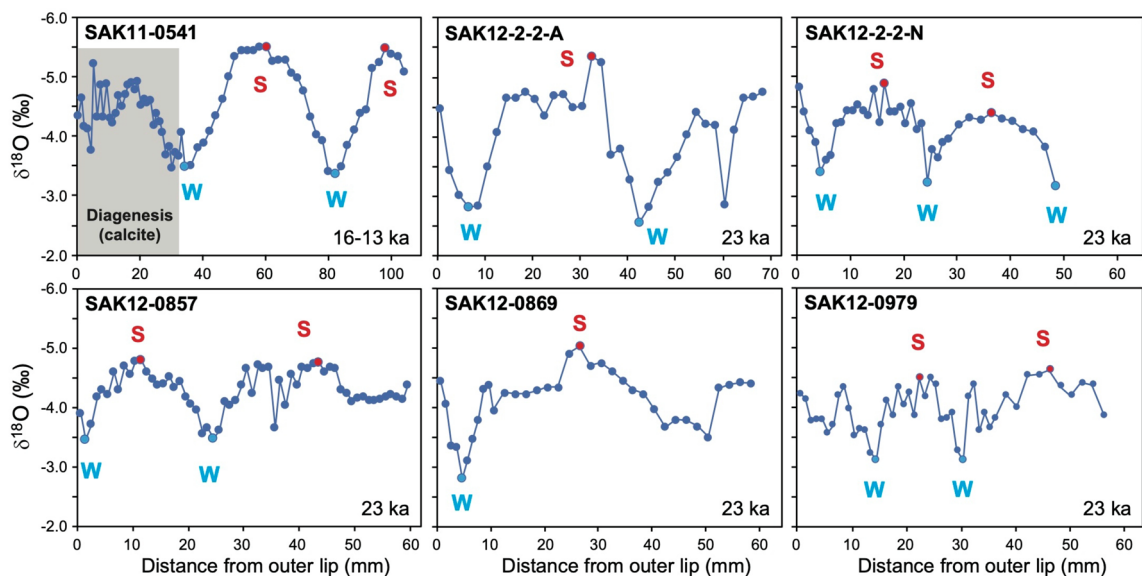 SAK11-0541
SAK12-2-2-A
SAK12-2-2-N
δ18O (‰)
-6.0
-5.0
-4.0
-3.0
-2.0
S
S
W
W
Diagenesis
(calcite)
16-13 ka
0 20 40 60 80 100
S
W
W
23 ka
0 10 20 30 40 50 60 70
S
S
W
W
W
23 ka
0 10 20 30 40 50 60
SAK12-0857
SAK12-0869
SAK12-0979
δ18O (‰)
-6.0
-5.0
-4.0
-3.0
-2.0
S
S
W
W
23 ka
0 10 20 30 40 50 60
Distance from outer lip (mm)
S
W
23 ka
0 10 20 30 40 50 60
Distance from outer lip (mm)
S
S
W
W
23 ka
0 10 20 30 40 50 60
Distance from outer lip (mm)